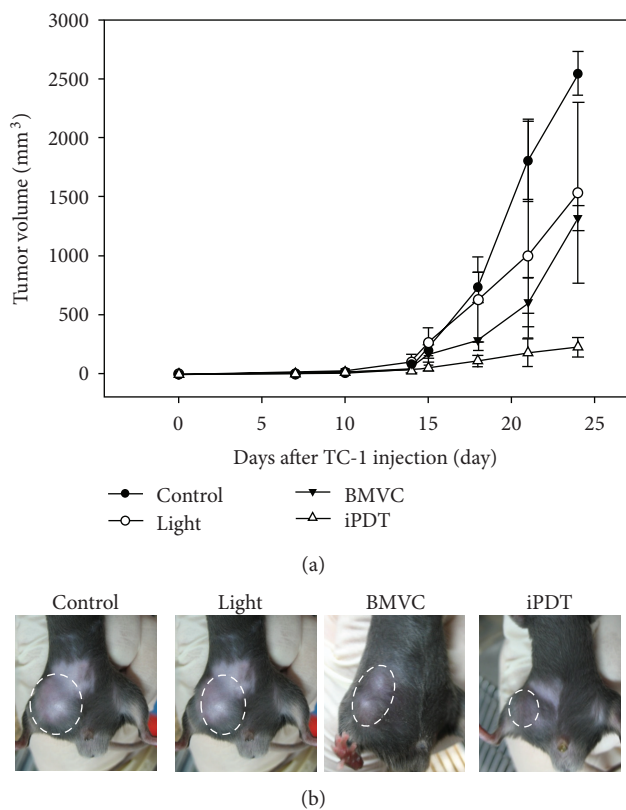 3000
2500
2000
1500
1000
500
0
Tumor volume (mm³)
0 5 10 15 20 25
Days after TC-1 injection (day)
Control BMVC
Light iPDT
(a)
Control Light BMVC iPDT
(b)